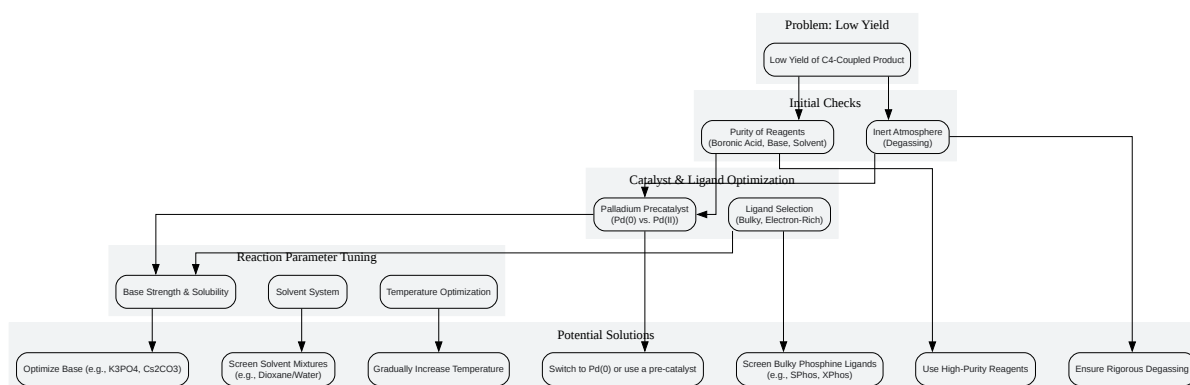 Problem: Low Yield
Low Yield of C4-Coupled Product
Initial Checks
Purity of Reagents
(Boronic Acid, Base, Solvent)
Inert Atmosphere
(Degassing)
Catalyst & Ligand Optimization
Palladium Precatalyst
(Pd(0) vs. Pd(II))
Ligand Selection
(Bulky, Electron-Rich)
Reaction Parameter Tuning
Base Strength & Solubility
Solvent System
Temperature Optimization
Potential Solutions
Optimize Base (e.g., K3PO4, Cs2CO3)
Screen Solvent Mixtures
(e.g., Dioxane/Water)
Gradually Increase Temperature
Switch to Pd(0) or use a pre-catalyst
Screen Bulky Phosphine Ligands
(e.g., SPhos, XPhos)
Use High-Purity Reagents
Ensure Rigorous Degassing